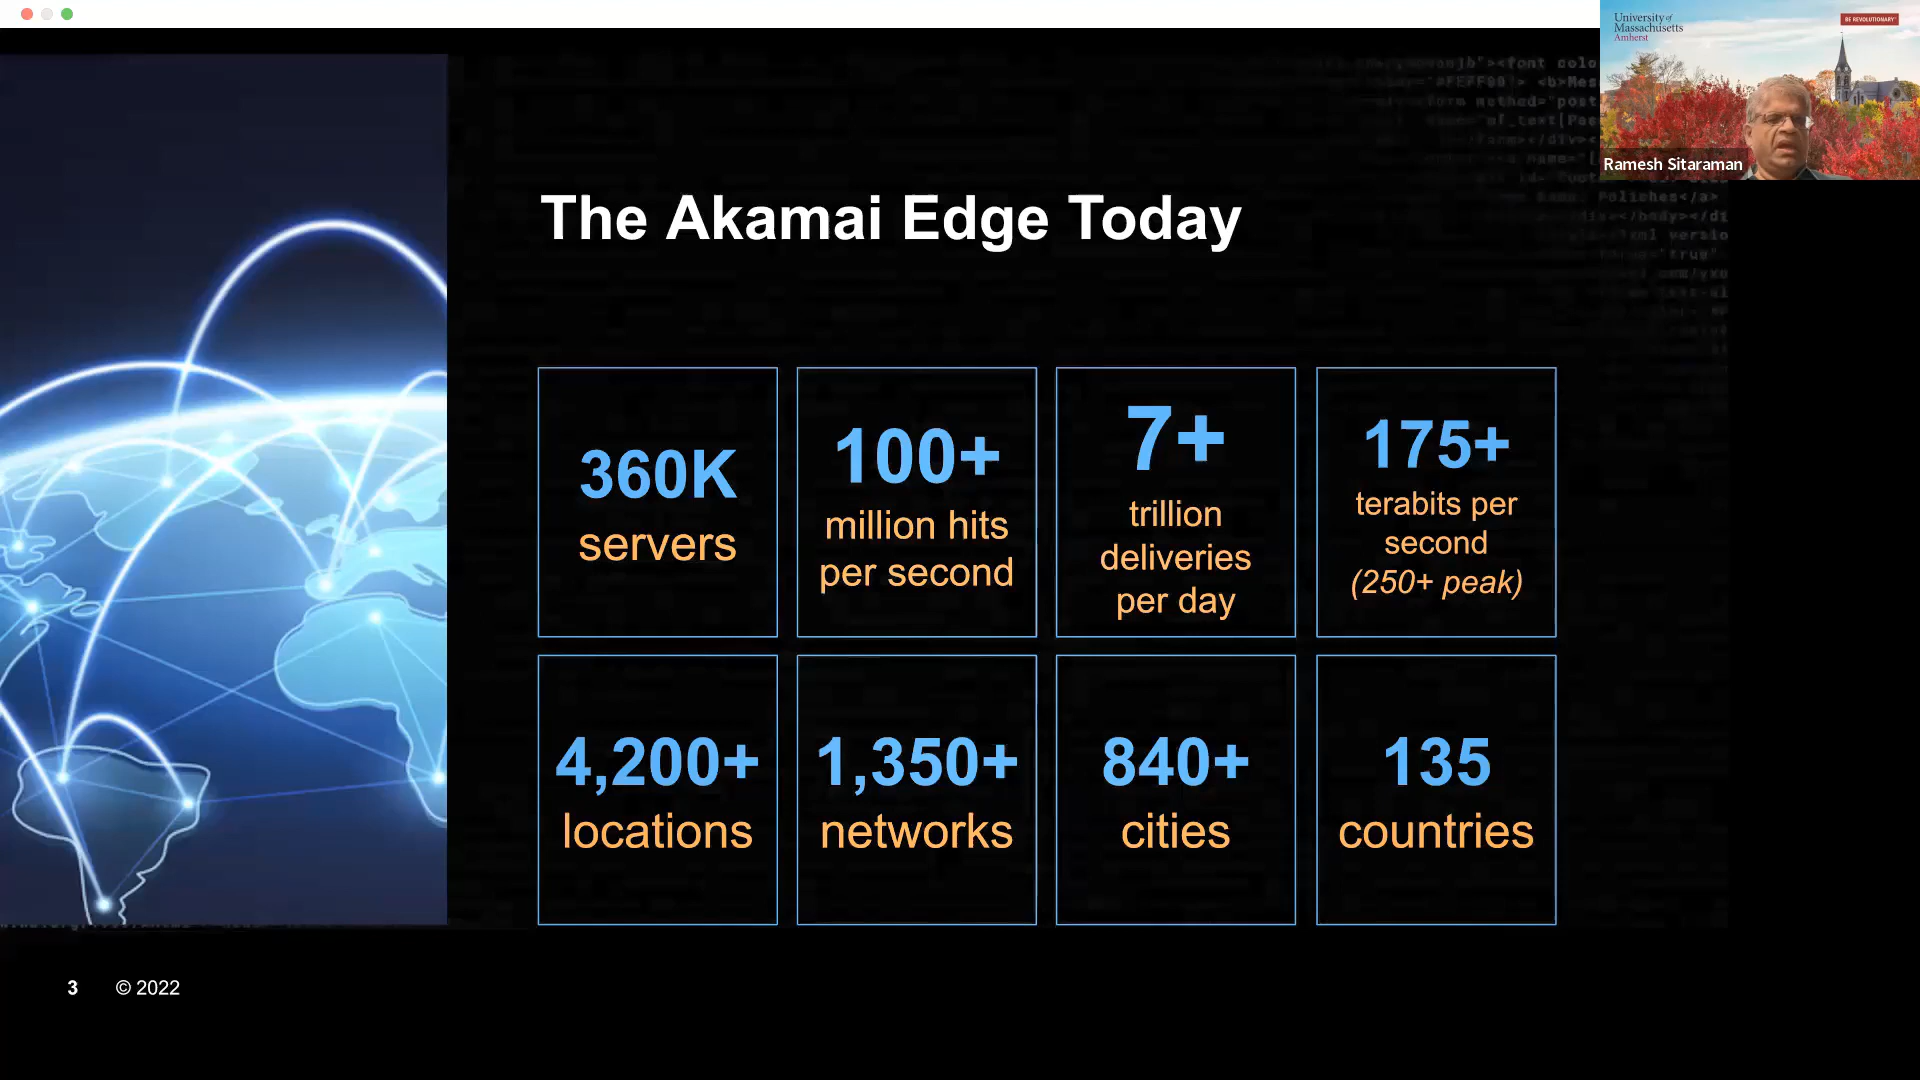 University of
Massachusetts
Amherst
BE REVOLUTIONARY
Ramesh Sitaraman
The Akamai Edge Today
360K
servers
100+
million hits
per second
7+
trillion
deliveries
per day
175+
terabits per
second
(250+ peak)
4,200+
locations
1,350+
networks
840+
cities
135
countries
3 © 2022